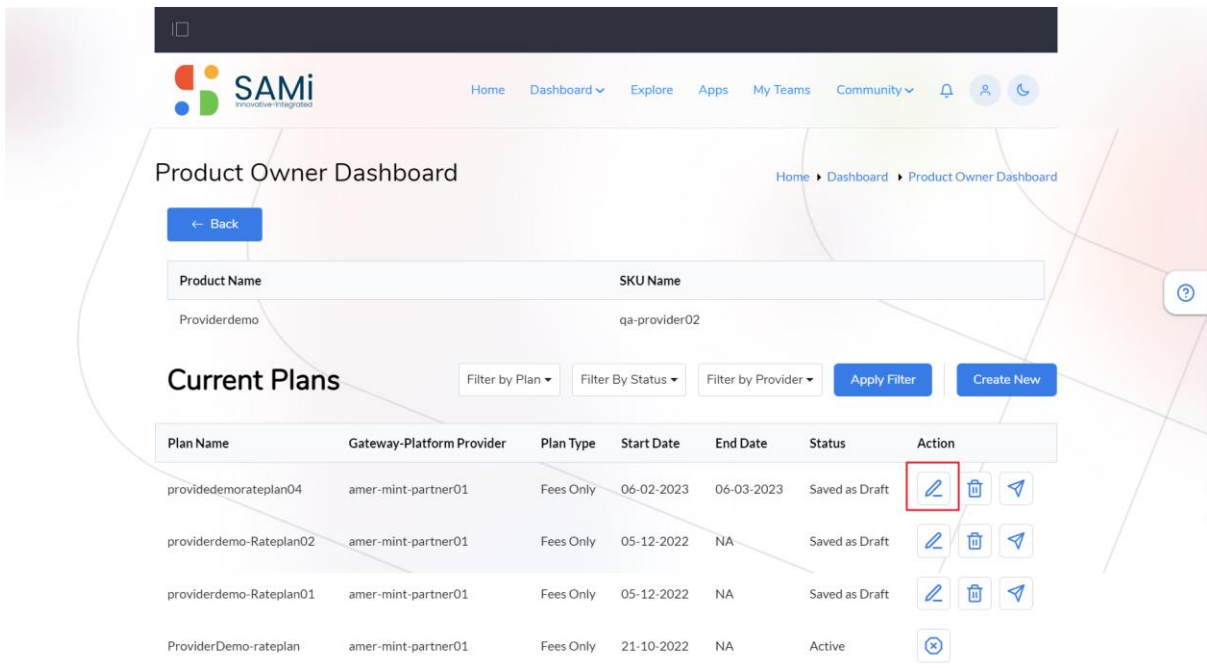 SAMi
Innovative-Integrated
Home Dashboard Explore Apps My Teams Community
Product Owner Dashboard
Home Dashboard Product Owner Dashboard
← Back
Product Name SKU Name
Providerdemo qa-provider02
Current Plans
Filter by Plan Filter By Status Filter by Provider Apply Filter Create New
Plan Name Gateway-Platform Provider Plan Type Start Date End Date Status Action
providedemorateplan04 amer-mint-partner01 Fees Only 06-02-2023 06-03-2023 Saved as Draft
providerdemo-Rateplan02 amer-mint-partner01 Fees Only 05-12-2022 NA Saved as Draft
providerdemo-Rateplan01 amer-mint-partner01 Fees Only 05-12-2022 NA Saved as Draft
ProviderDemo-rateplan amer-mint-partner01 Fees Only 21-10-2022 NA Active